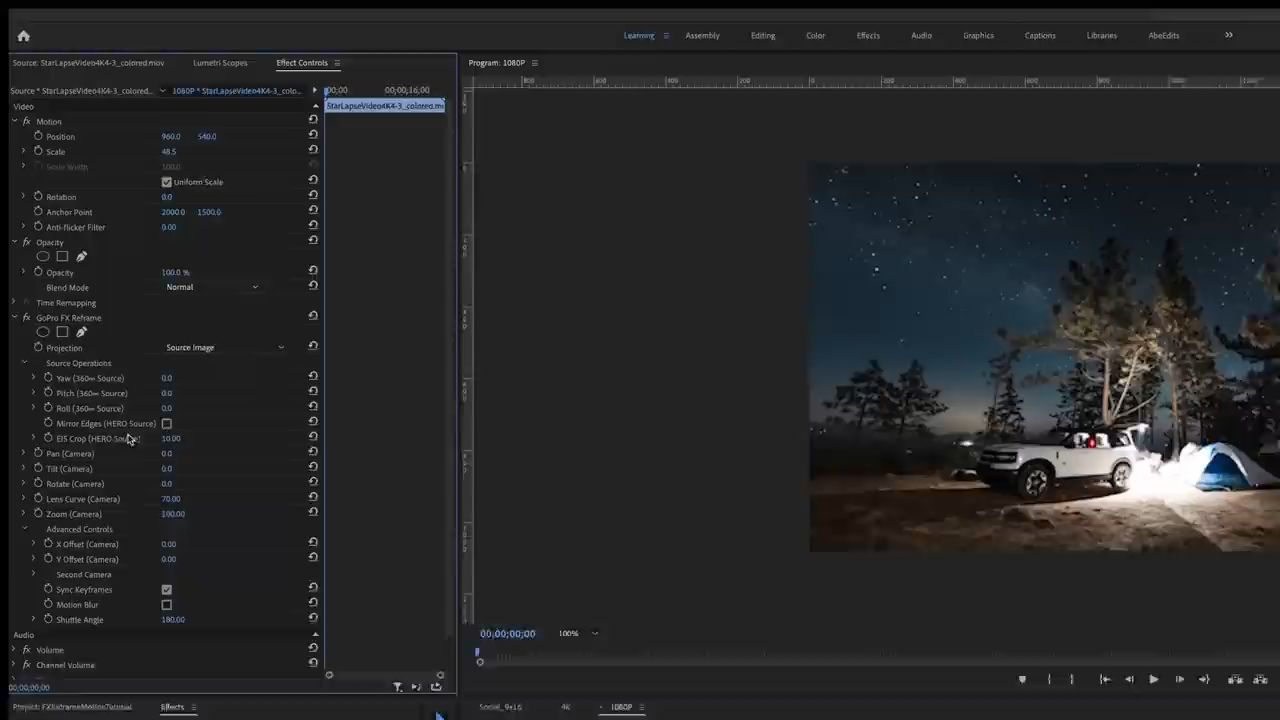 Learning Assembly Editing Color Effects Audio Graphics Captions Libraries AbeEdits
Source: StarLapseVideo4K4-3_colored.mov Lumetri Scopes Effect Controls
Program: 1080P
Source * StarLapseVideo4K4-3_colored... 1080P * StarLapseVideo4K4-3_colo... 00:00 00;00;16;00
Video
StarLapseVideo4K4-3_colored.mo
Motion
Position 960.0 540.0
Scale 48.5
Scale Width 100.0
Uniform Scale
Rotation 0.0
Anchor Point 2000.0 1500.0
Anti-flicker Filter 0.00
Opacity
Opacity 100.0 %
Blend Mode Normal
Time Remapping
GoPro FX Reframe
Projection Source Image
Source Operations
Yaw (360∞ Source) 0.0
Pitch (360∞ Source) 0.0
Roll (360∞ Source) 0.0
Mirror Edges (HERO Source)
EIS Crop (HERO Source) 10.00
Pan (Camera) 0.0
Tilt (Camera) 0.0
Rotate (Camera) 0.0
Lens Curve (Camera) 70.00
Zoom (Camera) 100.00
Advanced Controls
X Offset (Camera) 0.00
Y Offset (Camera) 0.00
Second Camera
Sync Keyframes
Motion Blur
Shuttle Angle 180.00
Audio
Volume
Channel Volume
00;00;00;00
00;00;00;00 100%
Project: FXReframeMotionTutorial Effects
Social_9x16 4K 1080P